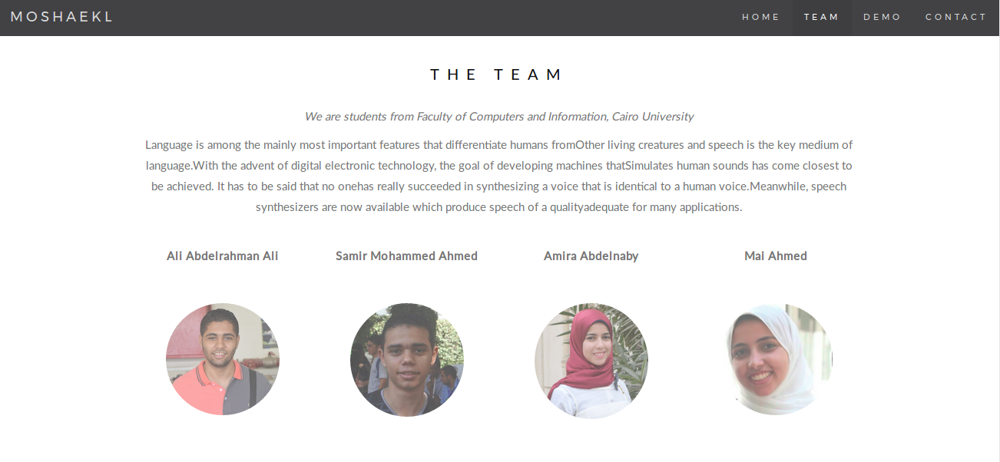 MOSHAEKL HOME TEAM DEMO CONTACT
THE TEAM
We are students from Faculty of Computers and Information, Cairo University
Language is among the mainly most important features that differentiate humans fromOther living creatures and speech is the key medium of
language.With the advent of digital electronic technology, the goal of developing machines thatSimulates human sounds has come closest to
be achieved. It has to be said that no onehas really succeeded in synthesizing a voice that is identical to a human voice.Meanwhile, speech
synthesizers are now available which produce speech of a qualityadequate for many applications.
Ali Abdelrahman Ali Samir Mohammed Ahmed Amira Abdelnaby Mai Ahmed